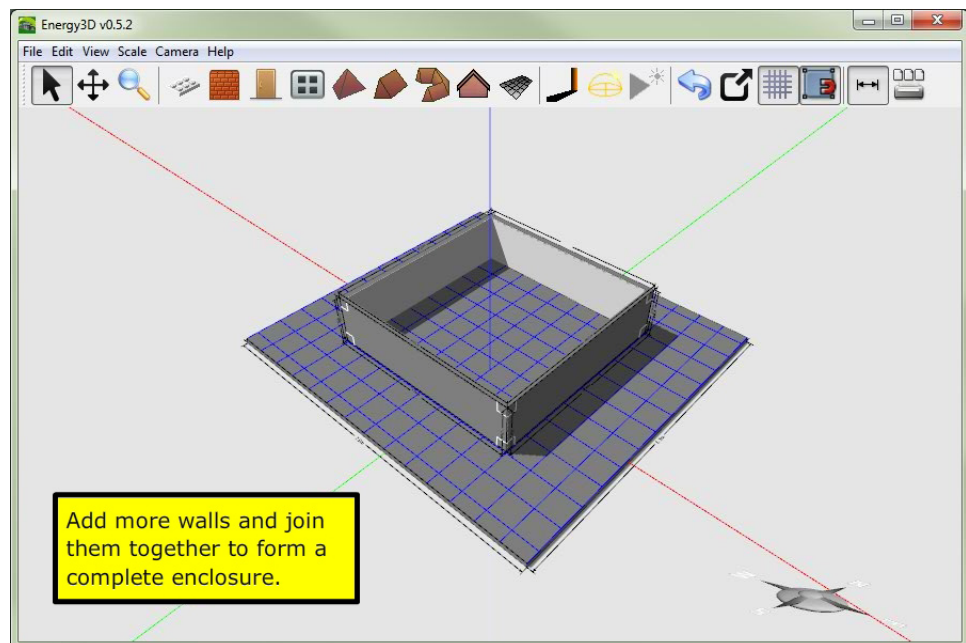 Energy3D v0.5.2
File Edit View Scale Camera Help
Add more walls and join
them together to form a
complete enclosure.